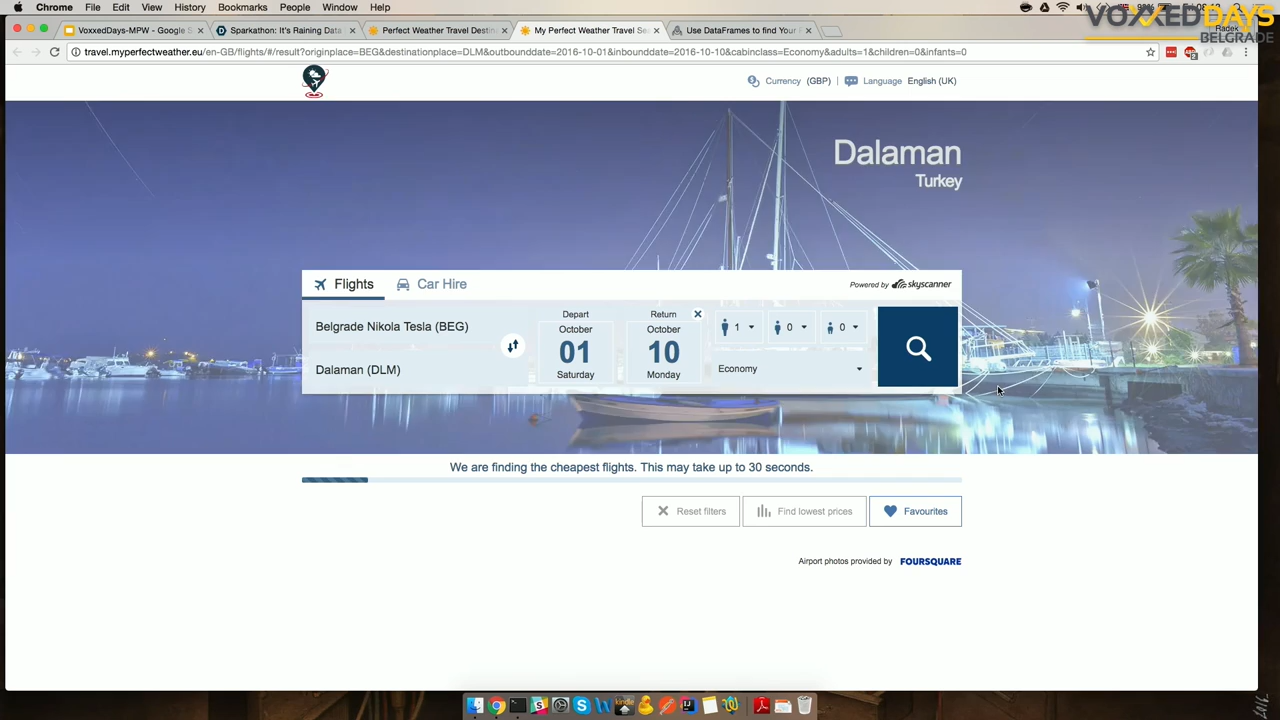 Chrome File Edit View History Bookmarks People Window Help
VOXXEDDAYS
BELGRADE
VoxxedDays-MPW - Google S
Sparkathon: It's Raining Data
Perfect Weather Travel Destin
My Perfect Weather Travel Se
Use DataFrames to find Your P
Radek
travel.myperfectweather.eu/en-GB/flights/#/result?originplace=BEG&destinationplace=DLM&outbounddate=2016-10-01&inbounddate=2016-10-10&cabinclass=Economy&adults=1&children=0&infants=0
Currency (GBP) | Language English (UK)
Dalaman
Turkey
Flights Car Hire
Powered by skyscanner
Belgrade Nikola Tesla (BEG)
Dalaman (DLM)
Depart
October
01
Saturday
Return
October
10
Monday
1 0 0
Economy
We are finding the cheapest flights. This may take up to 30 seconds.
Reset filters Find lowest prices Favourites
Airport photos provided by FOURSQUARE
kindle